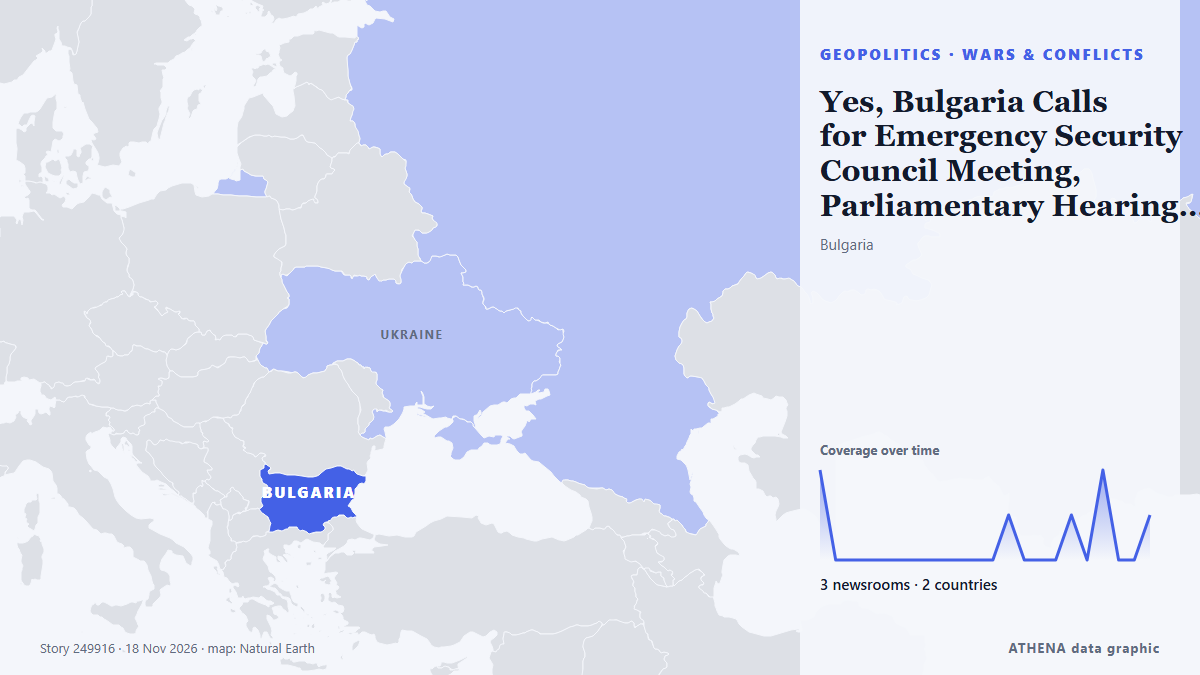 GEOPOLITICS · WARS & CONFLICTS
Yes, Bulgaria Calls
for Emergency Security
Council Meeting,
Parliamentary Hearing...
Bulgaria
UKRAINE
BULGARIA
Coverage over time
3 newsrooms · 2 countries
Story 249916 · 18 Nov 2026 · map: Natural Earth
ATHENA data graphic